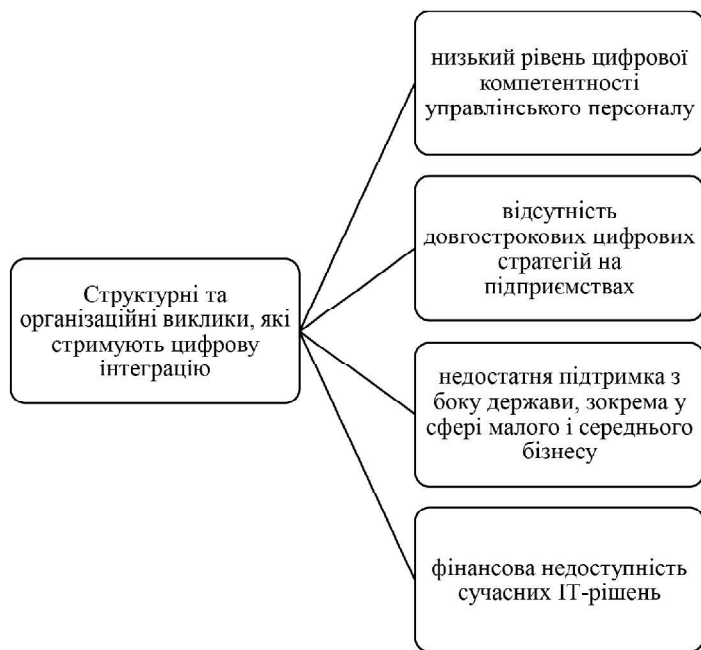 Структурні та
організаційні виклики, які
стримують цифрову
інтеграцію
низький рівень цифрової
компетентності
управлінського персоналу
відсутність
довгострокових цифрових
стратегій на
підприємствах
недостатня підтримка з
боку держави, зокрема у
сфері малого і середнього
бізнесу
фінансова недоступність
сучасних ІТ-рішень